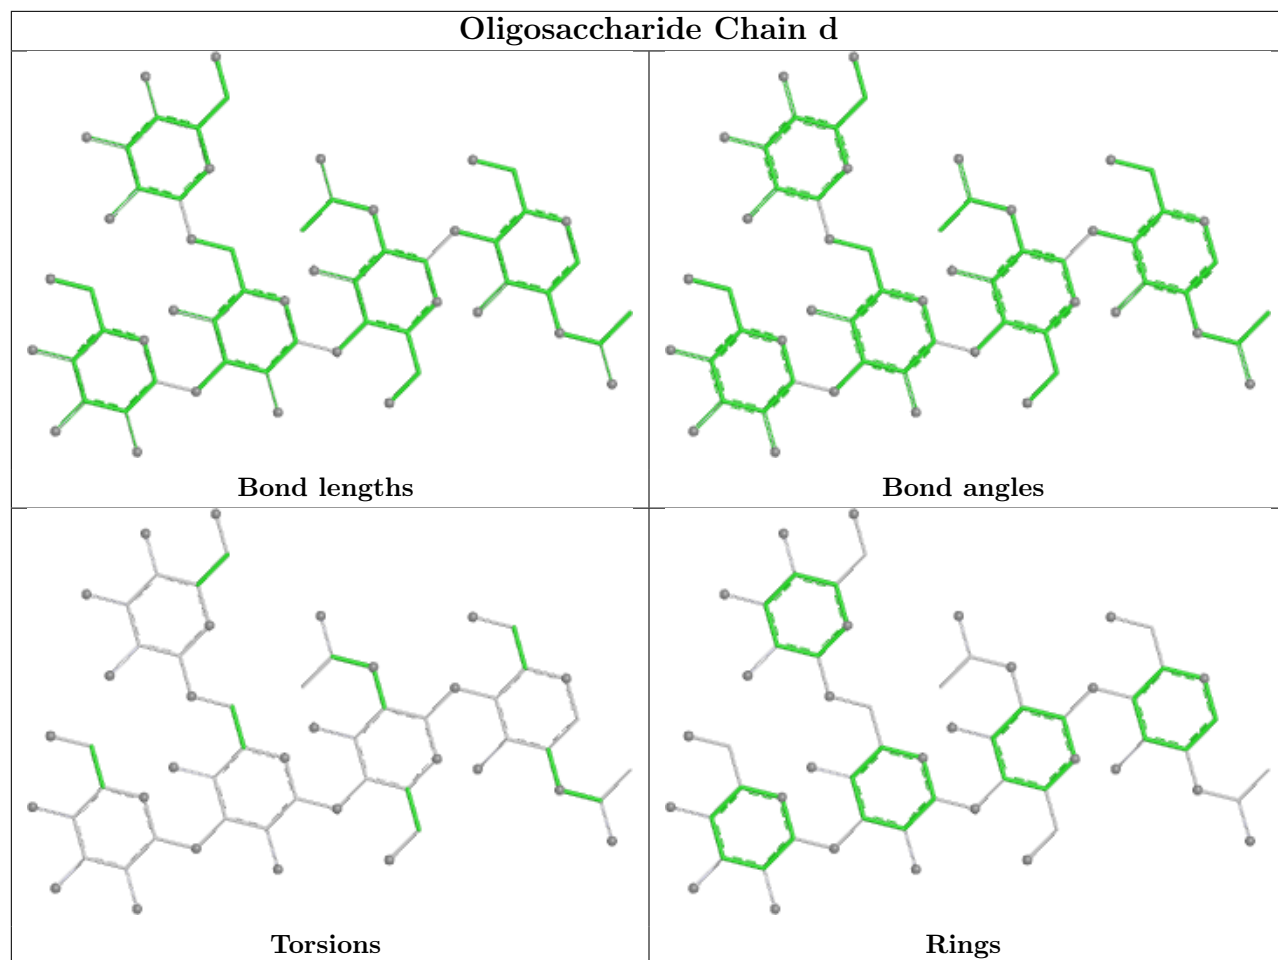 Oligosaccharide Chain d
Bond lengths
Bond angles
Torsions
Rings